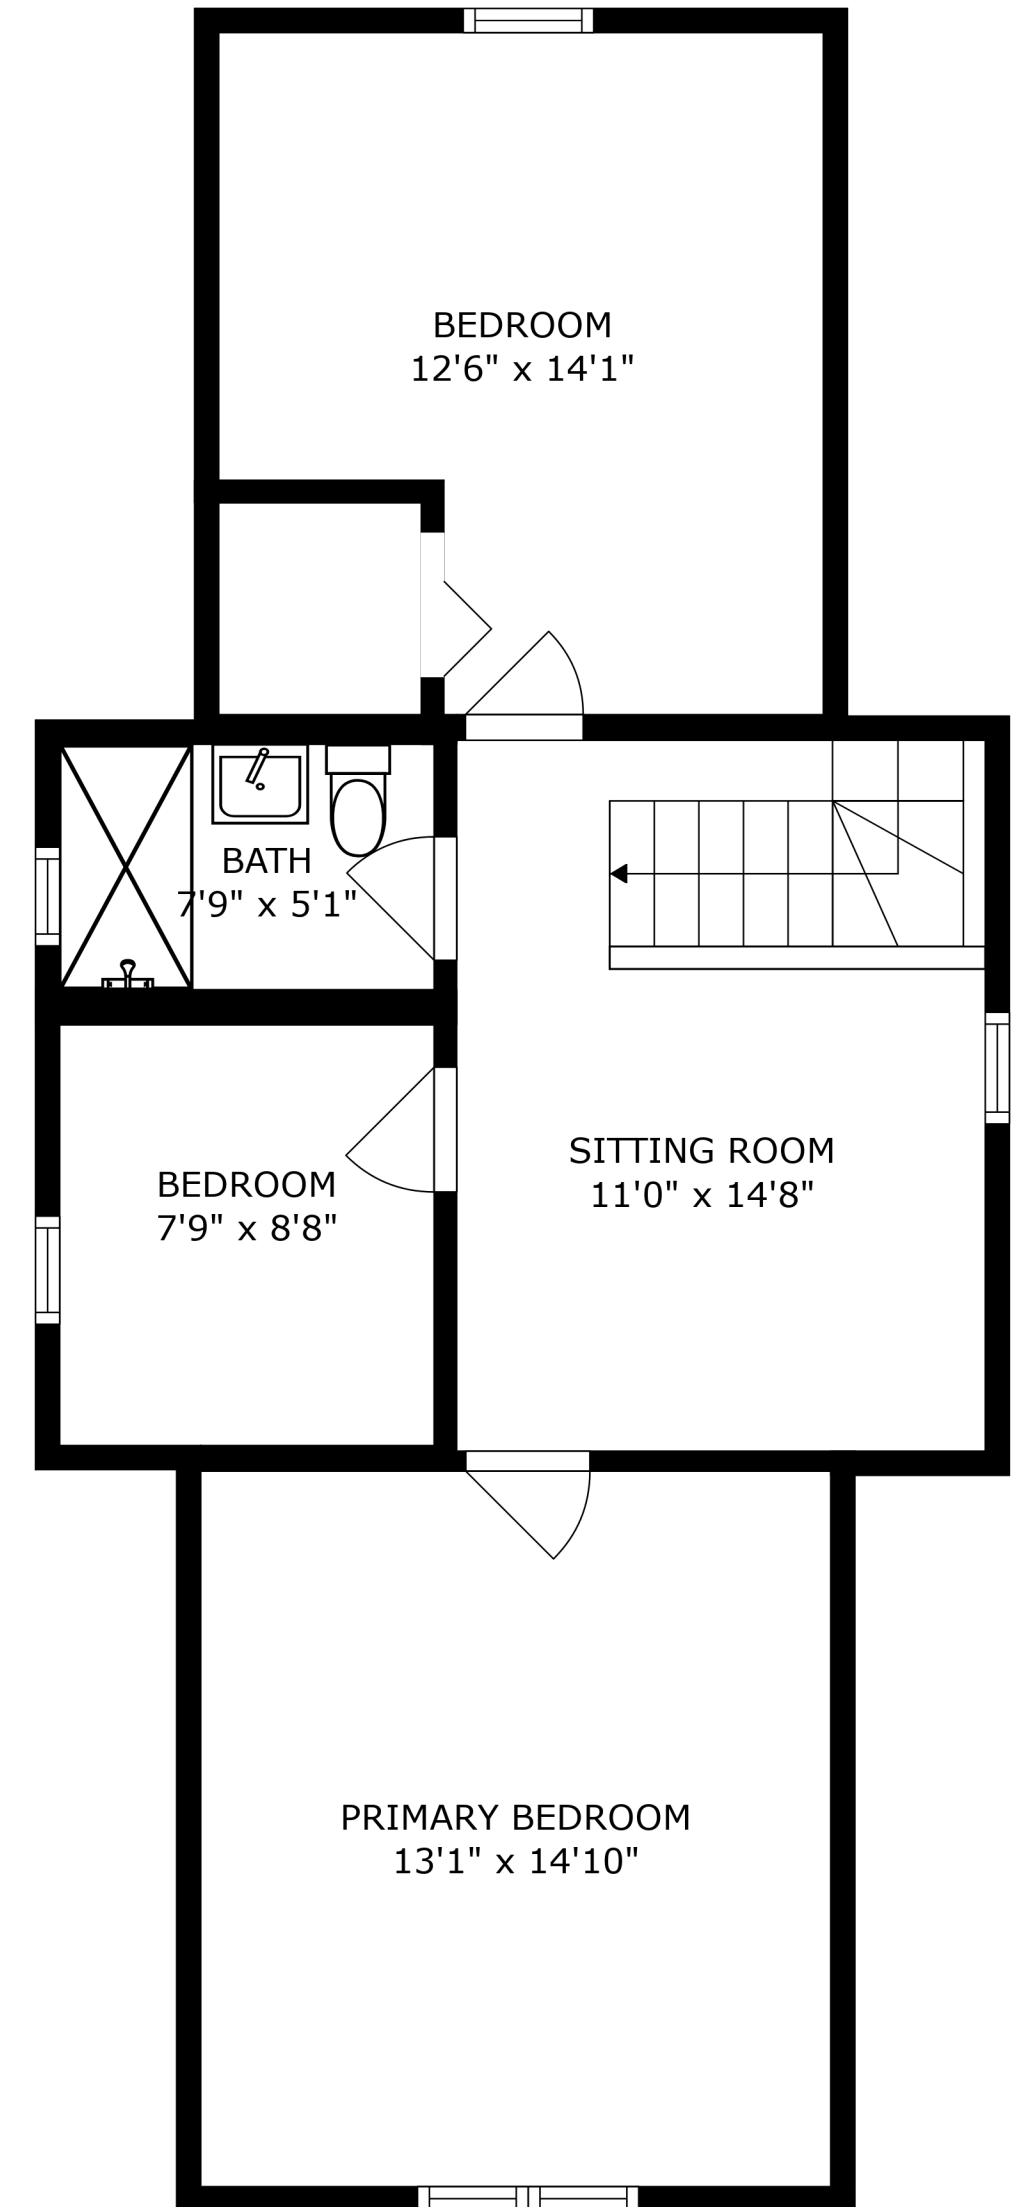 BEDROOM
12'6" x 14'1"
BATH
7'9" x 5'1"
SITTING ROOM
11'0" x 14'8"
BEDROOM
7'9" x 8'8"
PRIMARY BEDROOM
13'1" x 14'10"